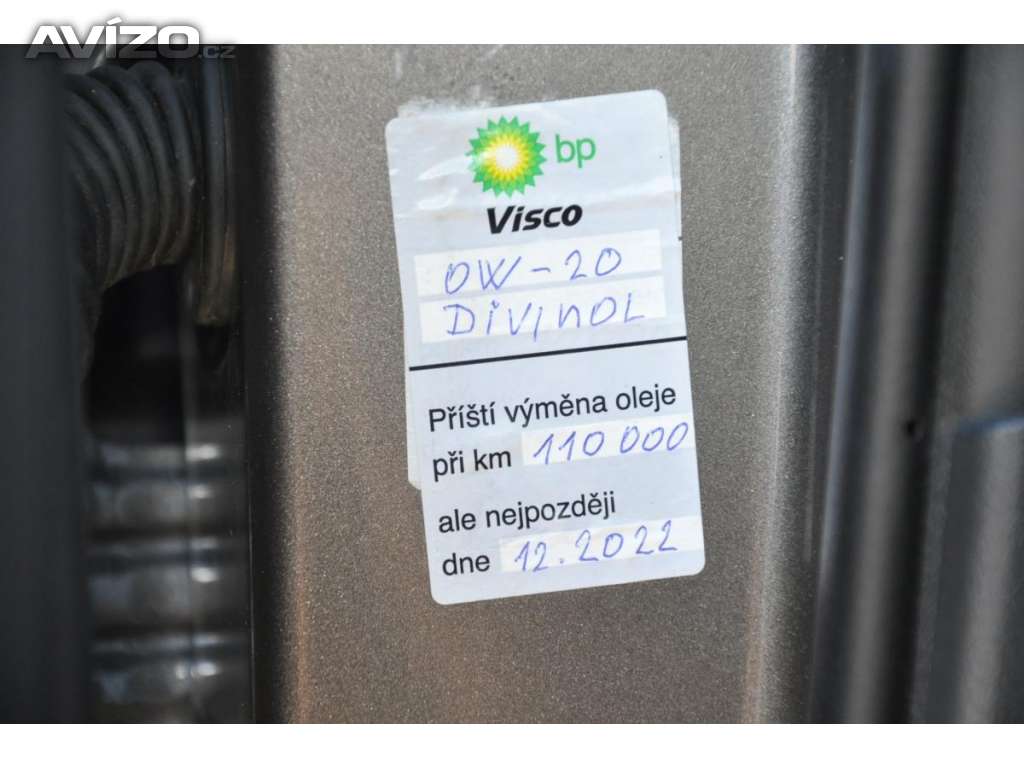 AVÍZO.cz
bp
Visco
0W-20
DiViNOL
Příští výměna oleje
při km 110 000
ale nejpozději
dne 12.2022